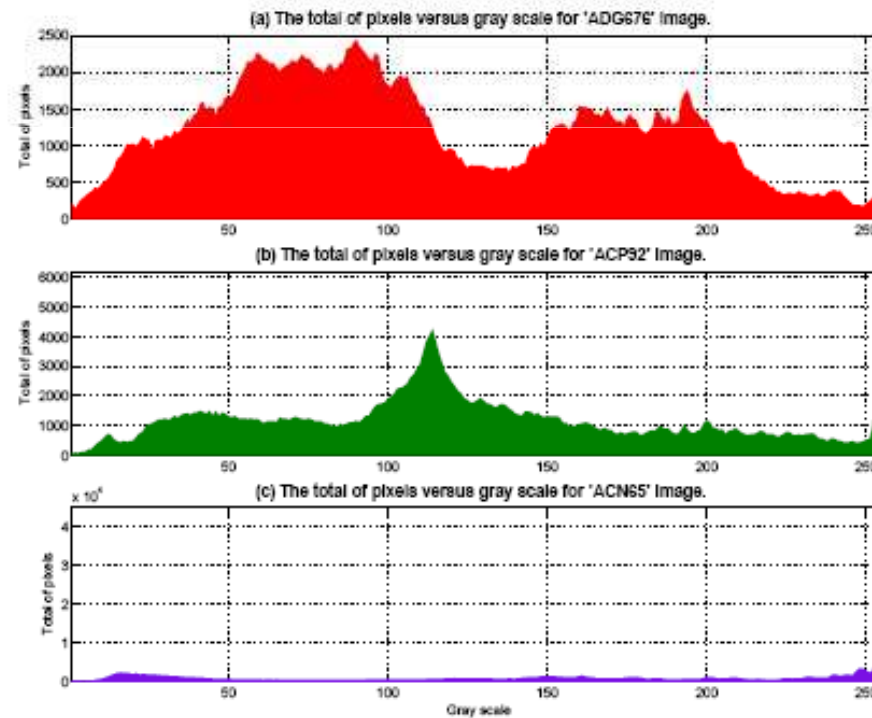 (a) The total of pixels versus gray scale for 'ADG676' Image.
Total of pixels
2500
2000
1500
1000
500
0
50 100 150 200 250
(b) The total of pixels versus gray scale for 'ACP92' Image.
Total of pixels
6000
5000
4000
3000
2000
1000
0
50 100 150 200 250
(c) The total of pixels versus gray scale for 'ACN65' Image.
Total of pixels
4
3
2
1
0
50 100 150 200 250
Gray scale